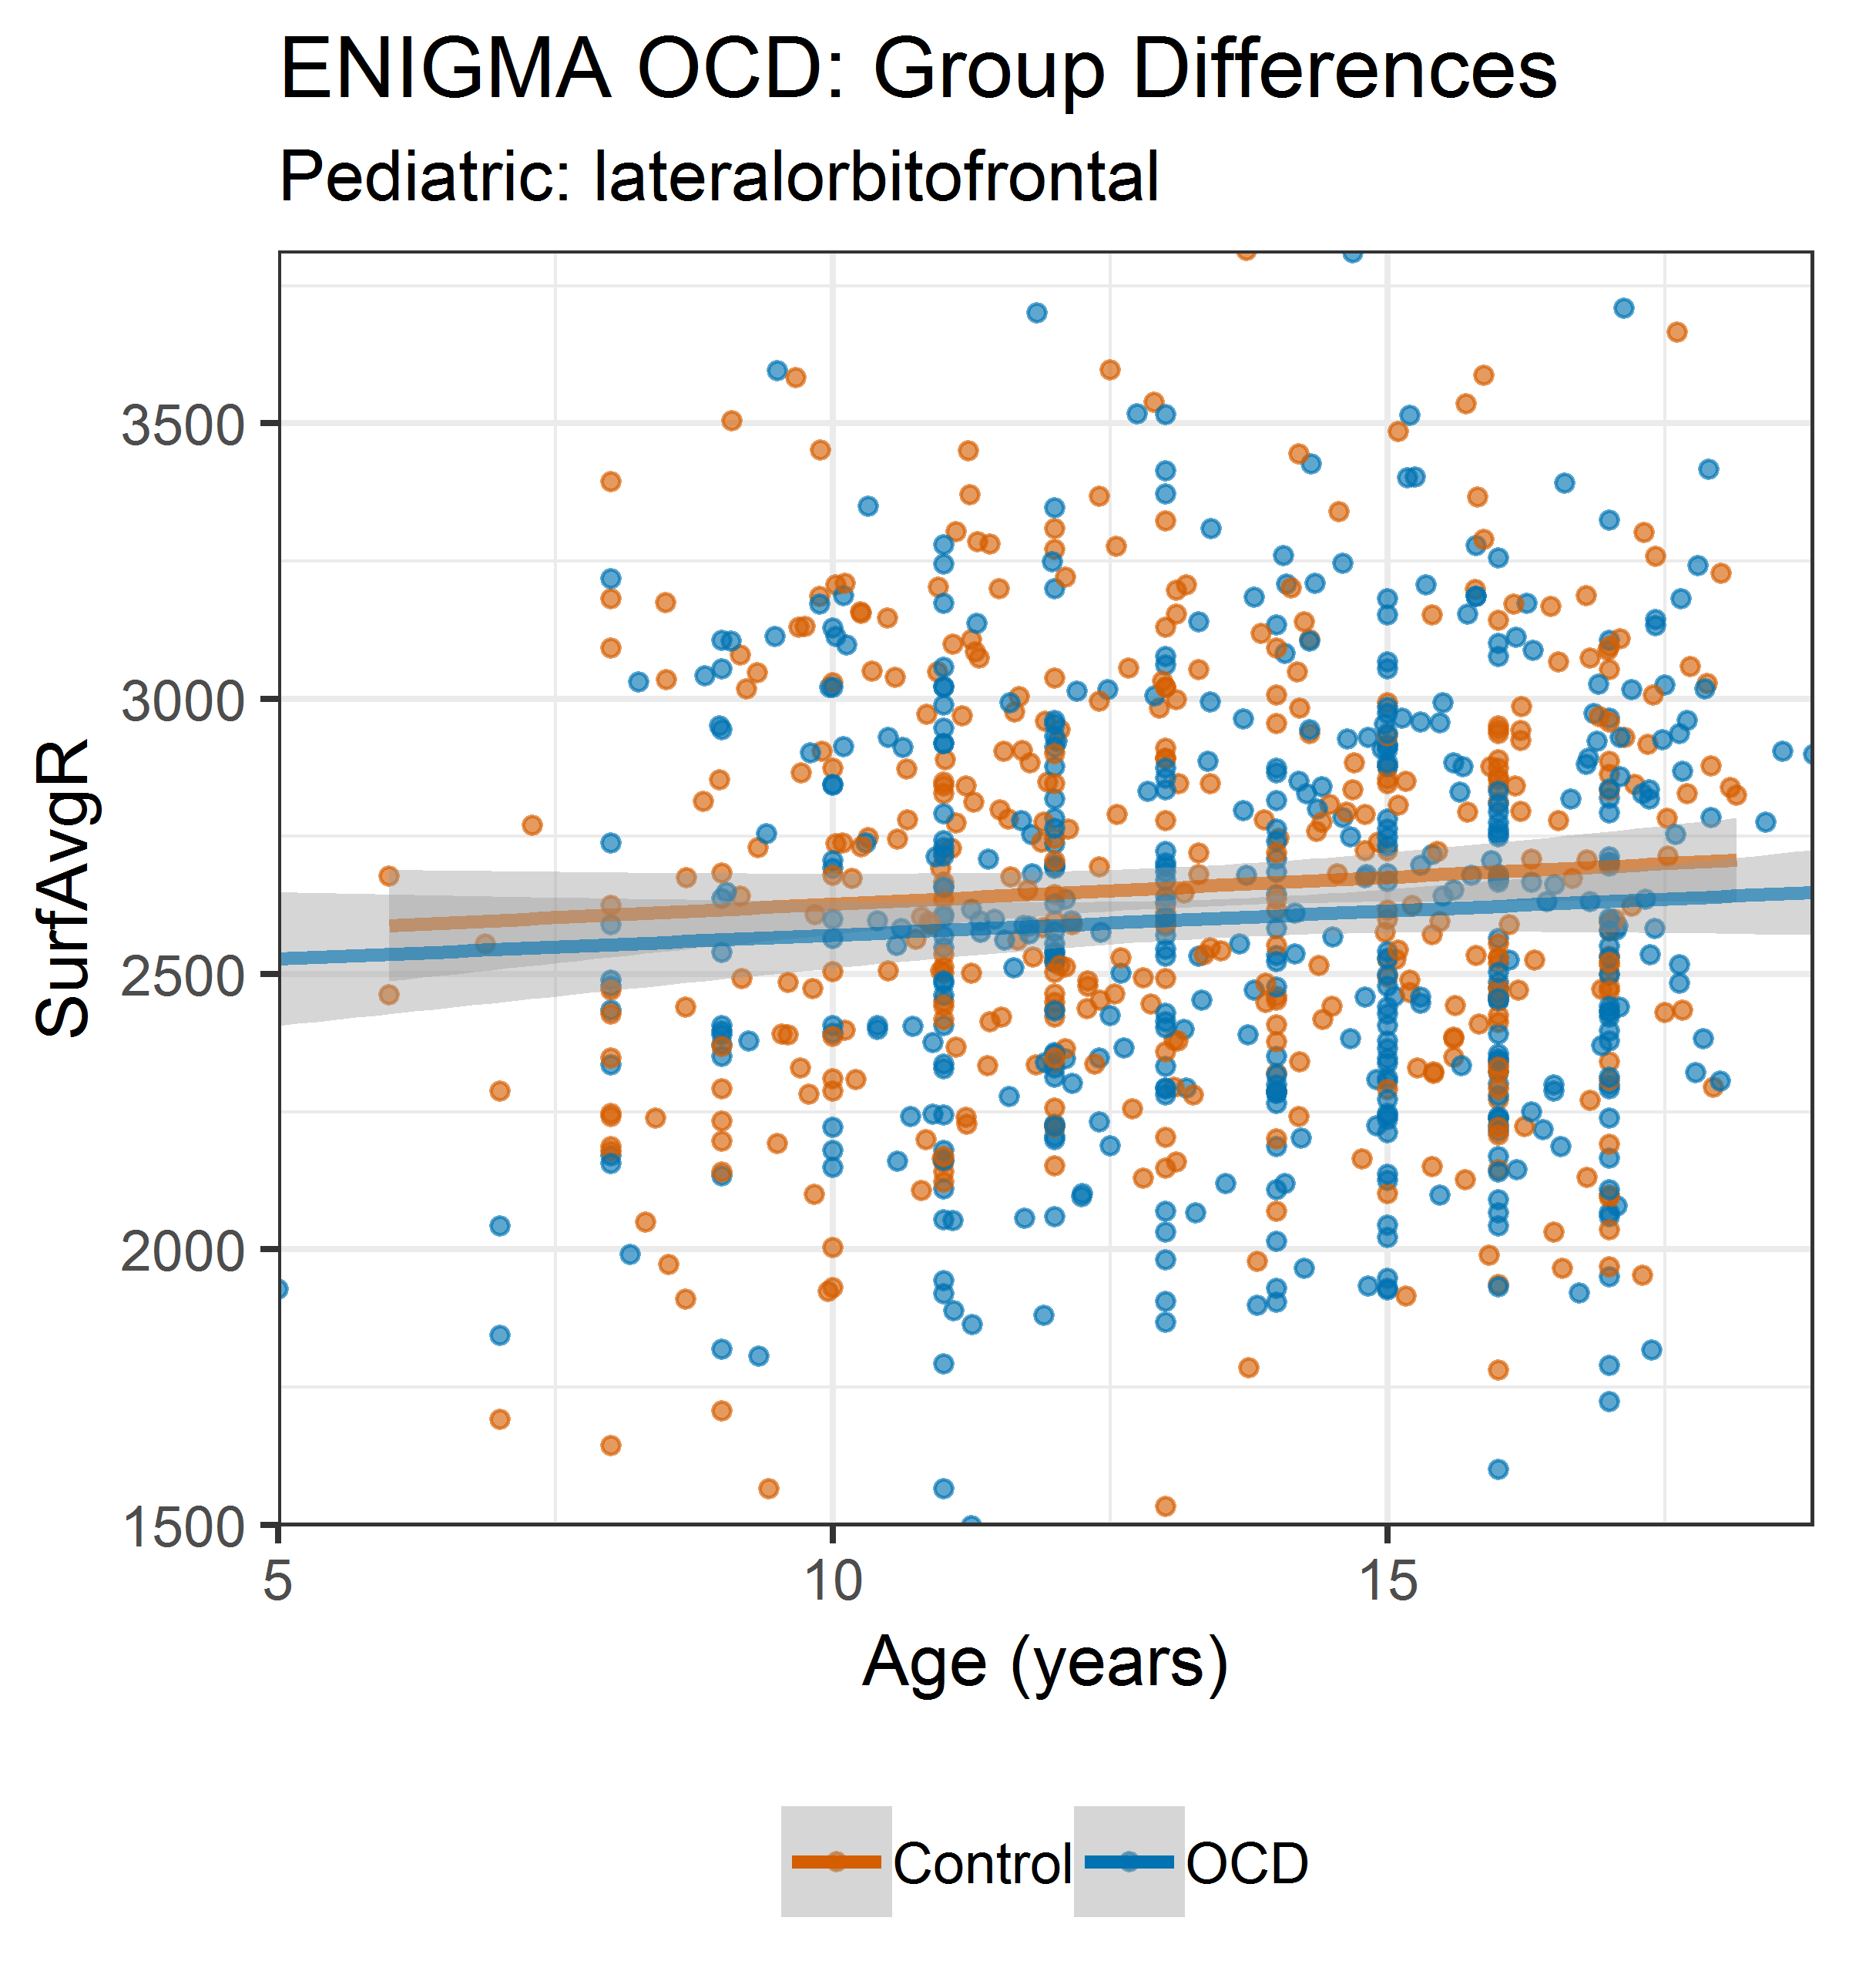 ENIGMA OCD: Group Differences
Pediatric: lateralorbitofrontal
SurfAvgR
3500
3000
2500
2000
1500
5 10 15
Age (years)
Control OCD